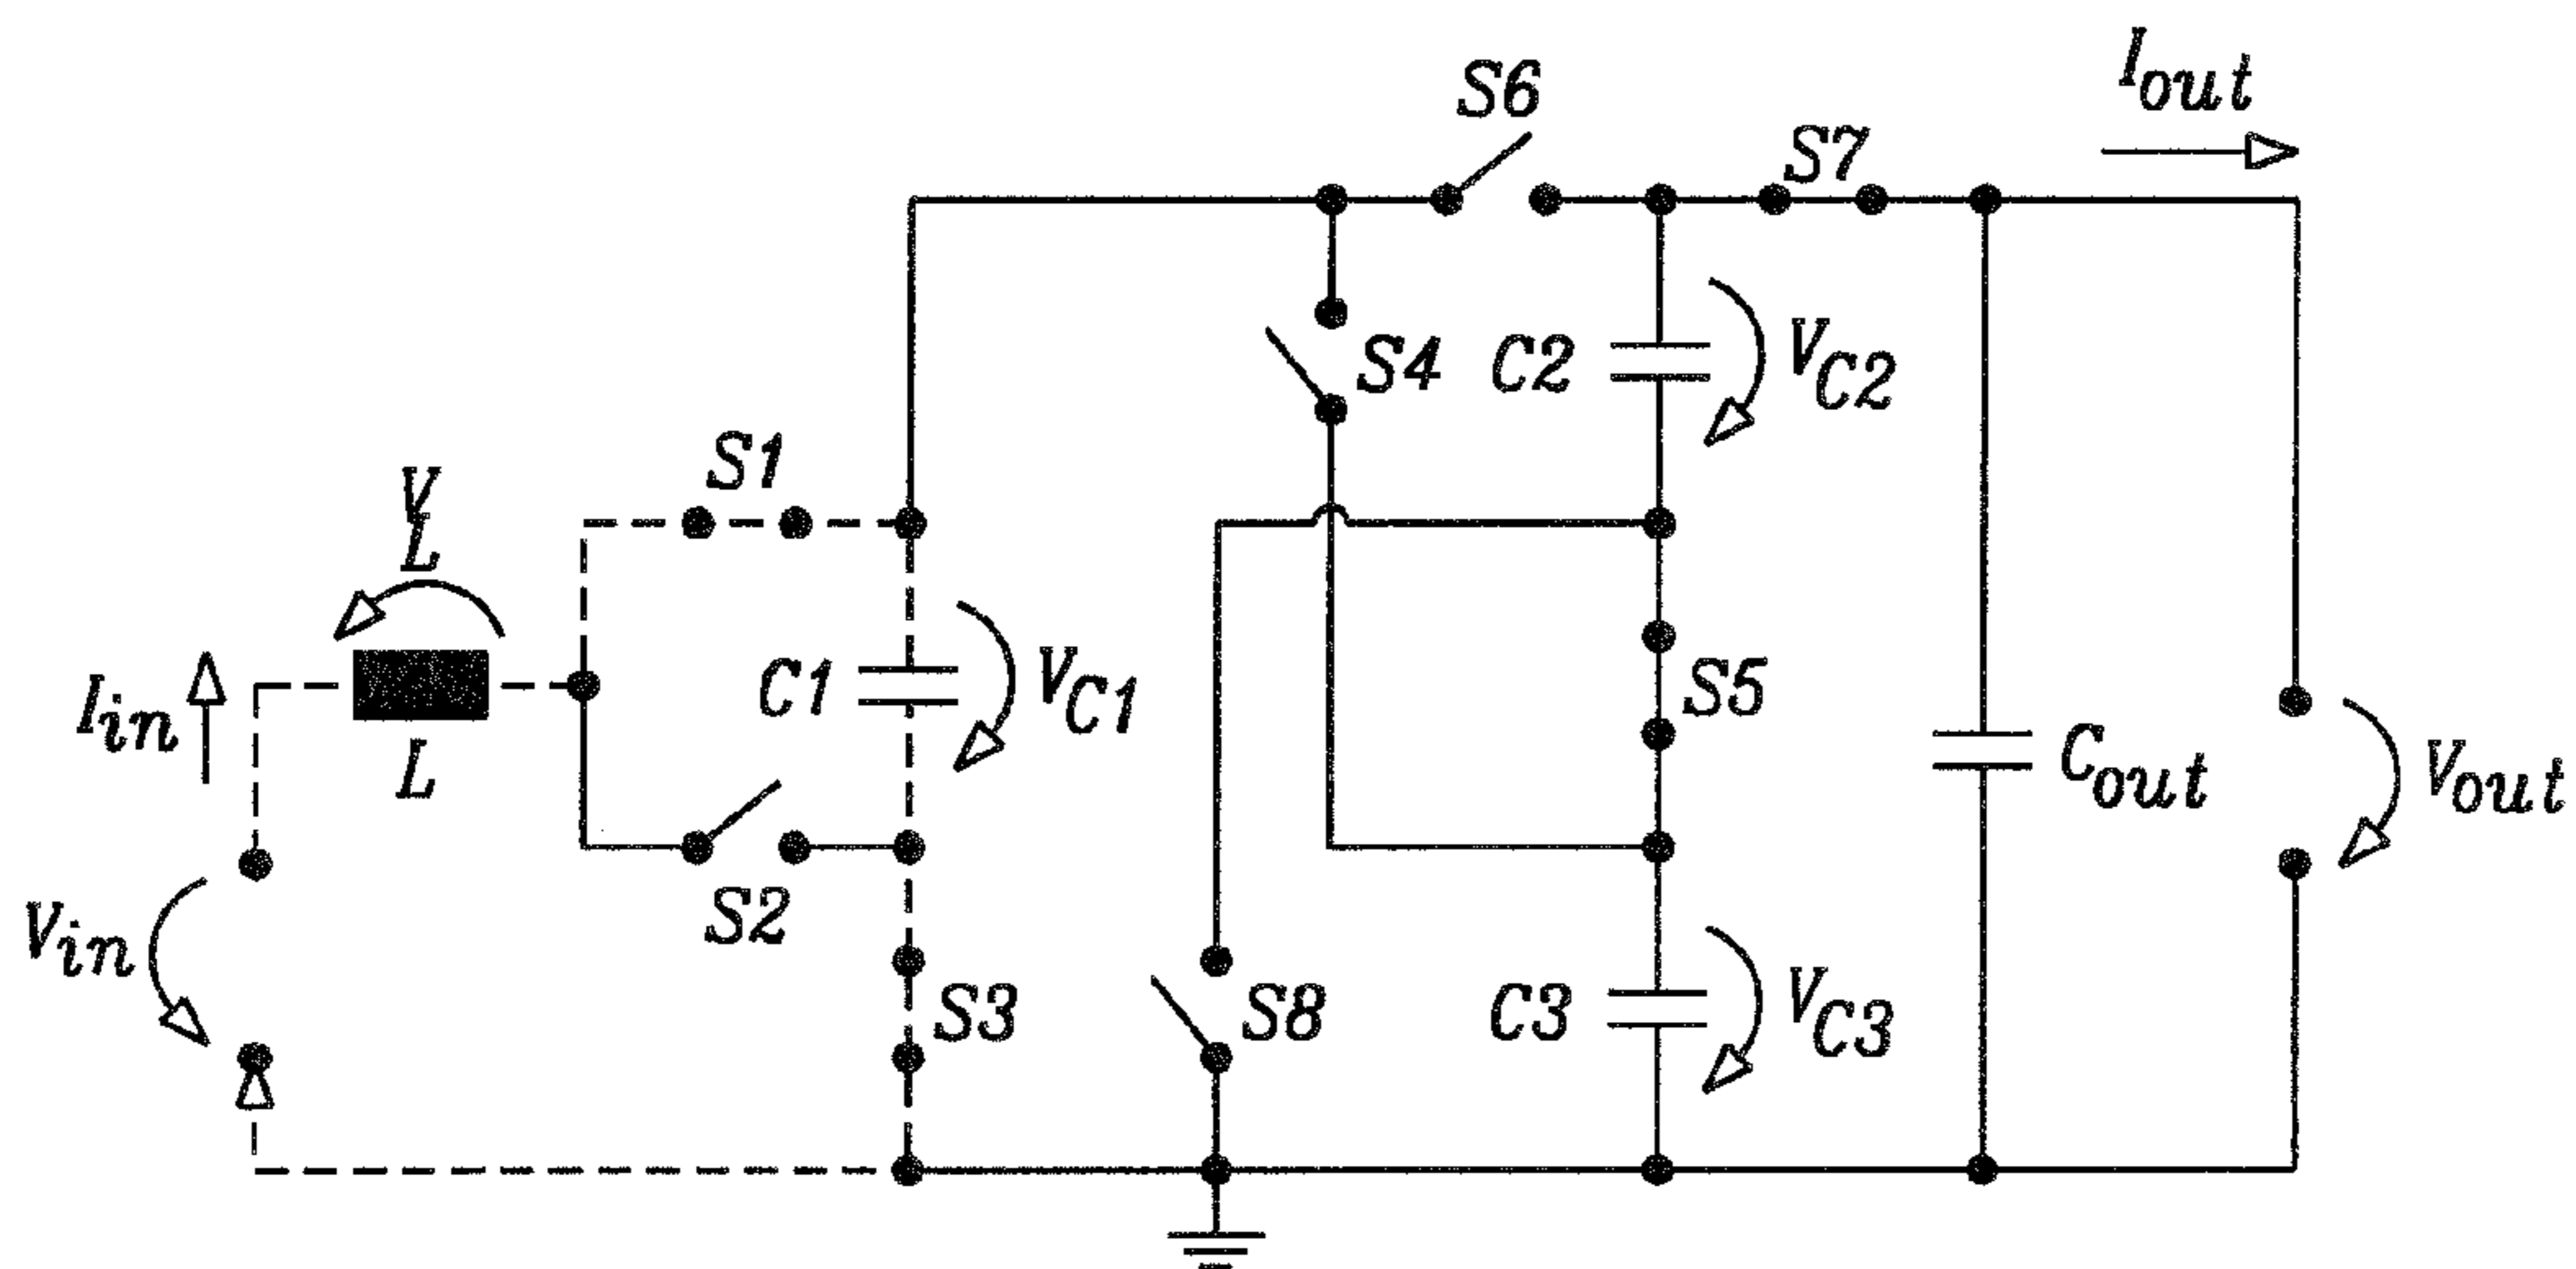 I_out
S6
S7
S4
C2
V_C2
S1
V_L
L
I_in
C1
V_C1
S5
C_out
V_out
S2
V_in
S3
S8
C3
V_C3